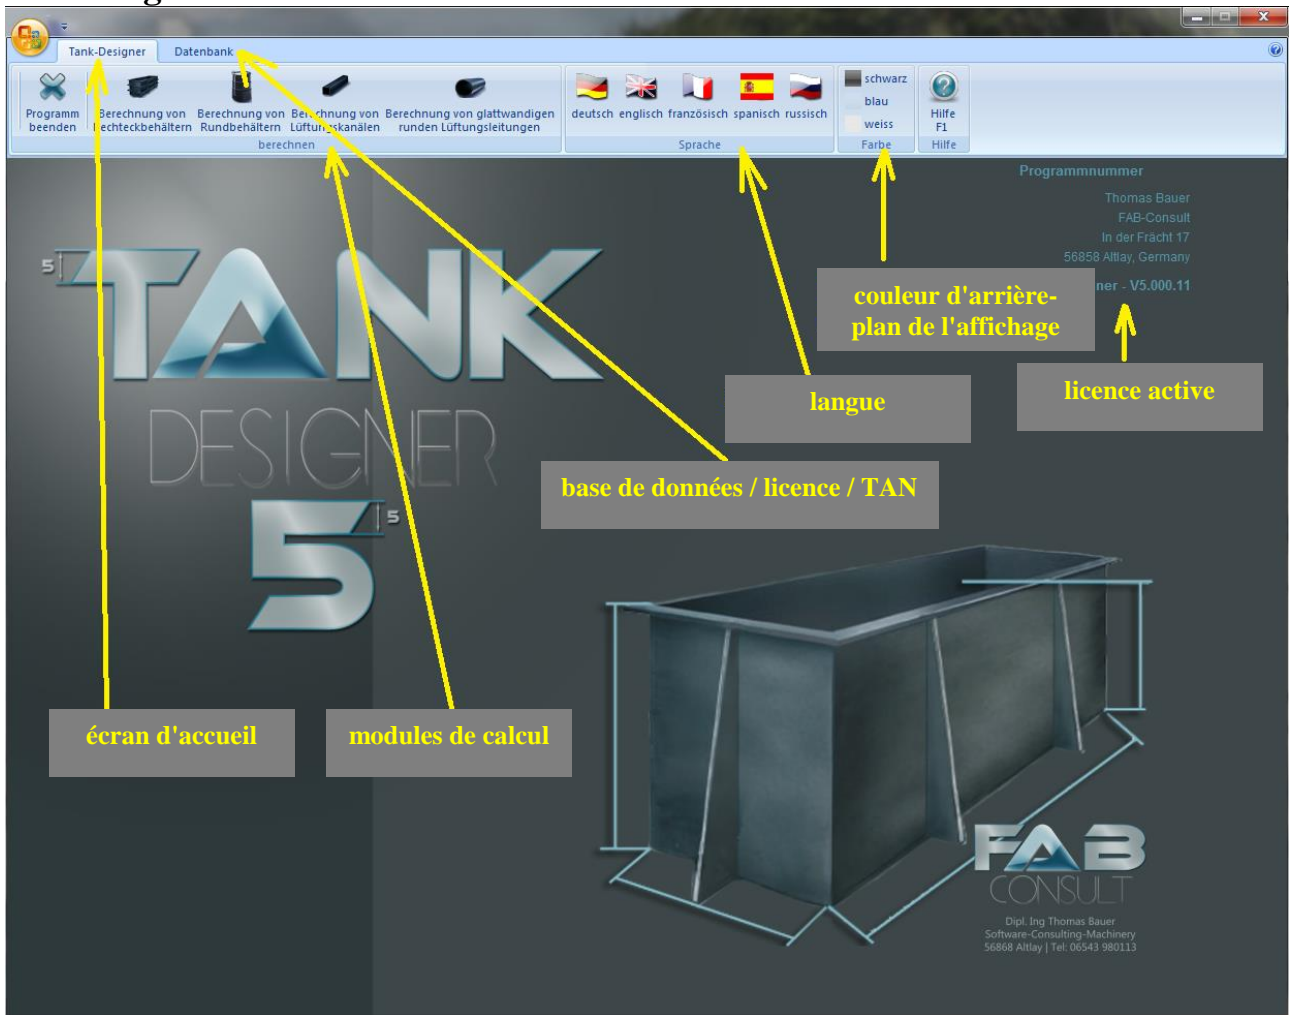 Tank-Designer Datenbank
Programm beenden
Berechnung von Rechteckbehältern
Berechnung von Rundbehältern
Berechnung von Lüftungskanälen
Berechnung von glattwandigen runden Lüftungsleitungen
berechnen
deutsch englisch französisch spanisch russisch
Sprache
schwarz
blau
weiss
Farbe
Hilfe
F1
Hilfe
Programmnummer
Thomas Bauer
FAB-Consult
In der Frächt 17
56858 Altlay, Germany
ner - V5.000.11
5
TANK
DESIGNER
5
5
couleur d'arrière-
plan de l'affichage
licence active
langue
base de données / licence / TAN
écran d'accueil
modules de calcul
FAB
CONSULT
Dipl. Ing Thomas Bauer
Software-Consulting-Machinery
56868 Altlay | Tel: 06543 980113